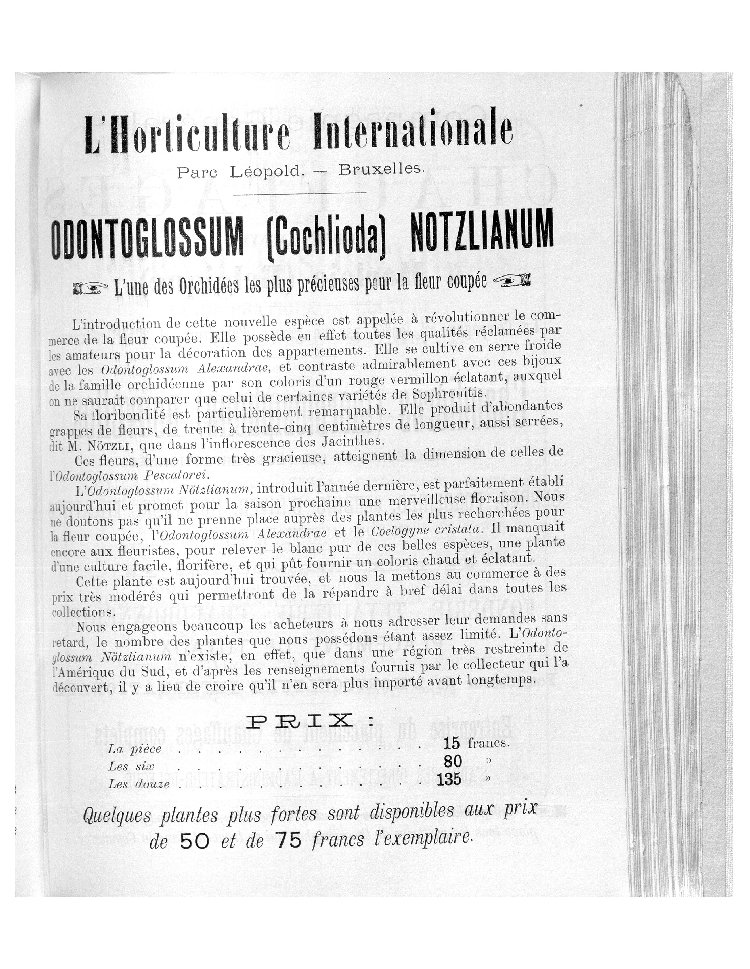 L'Horticulture Internationale
Parc Léopold. — Bruxelles.
ODONTOGLOSSUM (Cochlioda) NOTZLIANUM
L'une des Orchidées les plus précieuses pour la fleur coupée
L'introduction de cette nouvelle espèce est appelée à révolutionner le com-
merce de la fleur coupée. Elle possède en effet toutes les qualités réclamées par
les amateurs pour la décoration des appartements. Elle se cultive en serre froide
avec les Odontoglossum Alexandrae, et contraste admirablement avec ces bijoux
de la famille orchidéenne par son coloris d'un rouge vermillon éclatant, auxquel
on ne saurait comparer que celui de certaines variétés de Sophronitis.
Sa floribondité est particulièrement remarquable. Elle produit d'abondantes
grappes de fleurs, de trente à trente-cinq centimètres de longueur, aussi serrées,
dit M. NÖTZLI, que dans l'inflorescence des Jacinthes.
Ces fleurs, d'une forme très gracieuse, atteignent la dimension de celles de
l'Odontoglossum Pescatorei.
L'Odontoglossum Nötzlianum, introduit l'année dernière, est parfaitement établi
aujourd'hui et promet pour la saison prochaine une merveilleuse floraison. Nous
ne doutons pas qu'il ne prenne place auprès des plantes les plus recherchées pour
la fleur coupée, l'Odontoglossum Alexandrae et le Coelogyne cristata. Il manquait
encore aux fleuristes, pour relever le blanc pur de ces belles espèces, une plante
d'une culture facile, florifère, et qui pût fournir un coloris chaud et éclatant.
Cette plante est aujourd'hui trouvée, et nous la mettons au commerce à des
prix très modérés qui permettront de la répandre à bref délai dans toutes les
collections.
Nous engageons beaucoup les acheteurs à nous adresser leur demandes sans
retard, le nombre des plantes que nous possédons étant assez limité. L'Odonto-
glossum Nötzlianum n'existe, en effet, que dans une région très restreinte de
l'Amérique du Sud, et d'après les renseignements fournis par le collecteur qui l'a
découvert, il y a lieu de croire qu'il n'en sera plus importé avant longtemps.
PRIX :
La pièce . . . . . . . . . . . . . 15 francs.
Les six . . . . . . . . . . . . . 80 »
Les douze . . . . . . . . . . . . . 135 »
Quelques plantes plus fortes sont disponibles aux prix
de 50 et de 75 francs l'exemplaire.